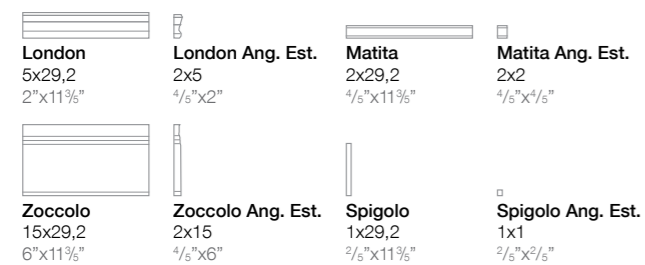 London
5x29,2
2”x11⅗”
London Ang. Est.
2x5
⁴/₅”x2”
Matita
2x29,2
⁴/₅”x11⅗”
Matita Ang. Est.
2x2
⁴/₅”x⁴/₅”
Zoccolo
15x29,2
6”x11⅗”
Zoccolo Ang. Est.
2x15
⁴/₅”x6”
Spigolo
1x29,2
²/₅”x11⅗”
Spigolo Ang. Est.
1x1
²/₅”x²/₅”